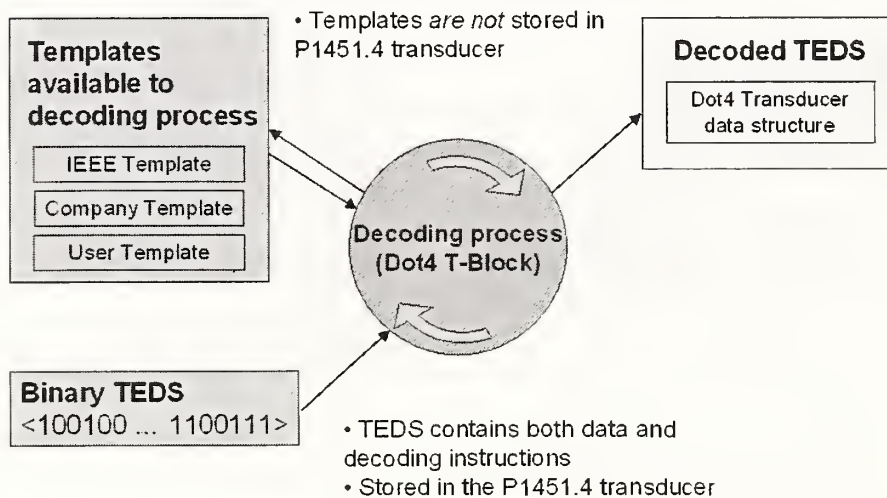 • Templates are not stored in
P1451.4 transducer
Templates
available to
decoding process
IEEE Template
Company Template
User Template
Decoded TEDS
Dot4 Transducer
data structure
Decoding process
(Dot4 T-Block)
Binary TEDS
<100100 ... 1100111>
• TEDS contains both data and
decoding instructions
• Stored in the P1451.4 transducer